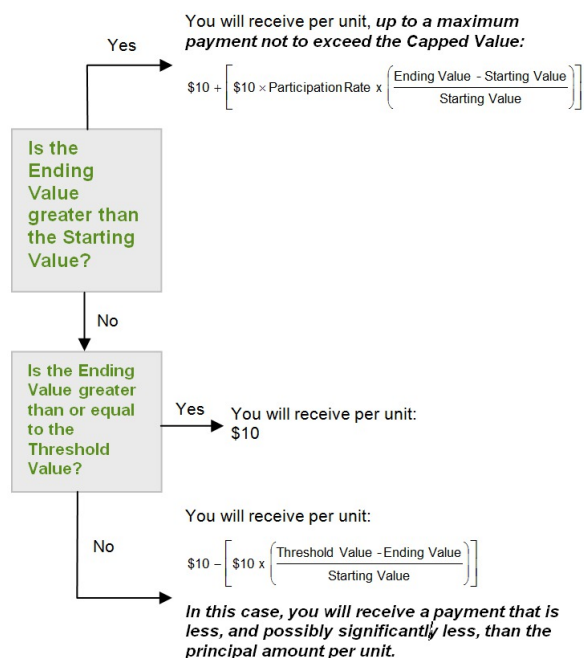 You will receive per unit, up to a maximum
payment not to exceed the Capped Value:
Yes
$10 + [ $10 × Participation Rate x ( Ending Value - Starting Value / Starting Value ) ]
Is the
Ending
Value
greater than
the Starting
Value?
No
Is the Ending
Value greater
than or equal
to the
Threshold
Value?
Yes
You will receive per unit:
$10
You will receive per unit:
No
$10 – [ $10 x ( Threshold Value - Ending Value / Starting Value ) ]
In this case, you will receive a payment that is
less, and possibly significantly less, than the
principal amount per unit.